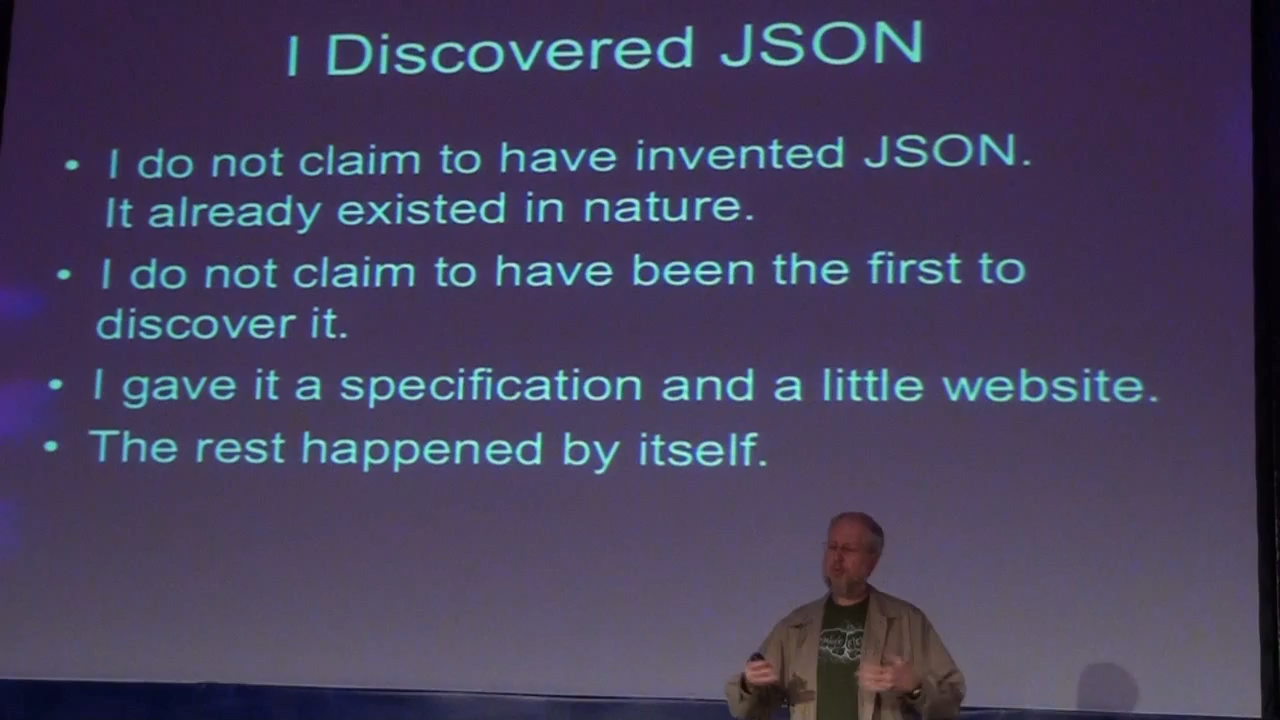 I Discovered JSON
• I do not claim to have invented JSON.
It already existed in nature.
• I do not claim to have been the first to
discover it.
• I gave it a specification and a little website.
• The rest happened by itself.